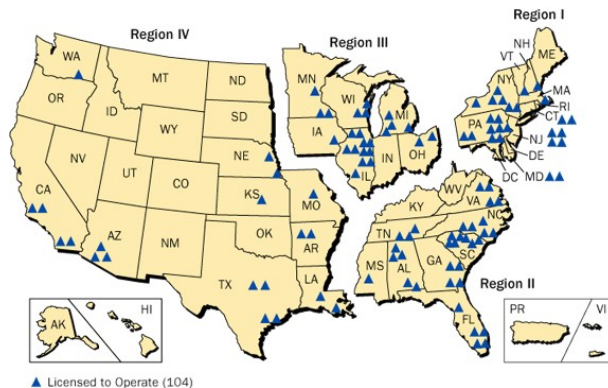 Region IV
Region III
Region I
WA
MT
ND
OR
ID
SD
WY
NV
UT
CO
NE
KS
CA
AZ
NM
OK
TX
MO
AR
LA
MN
WI
MI
IA
IL
IN
OH
VT
NH
ME
NY
MA
RI
CT
PA
NJ
DE
DC
MD
WV
VA
KY
NC
TN
SC
MS
AL
GA
Region II
FL
AK
HI
PR
VI
Licensed to Operate (104)